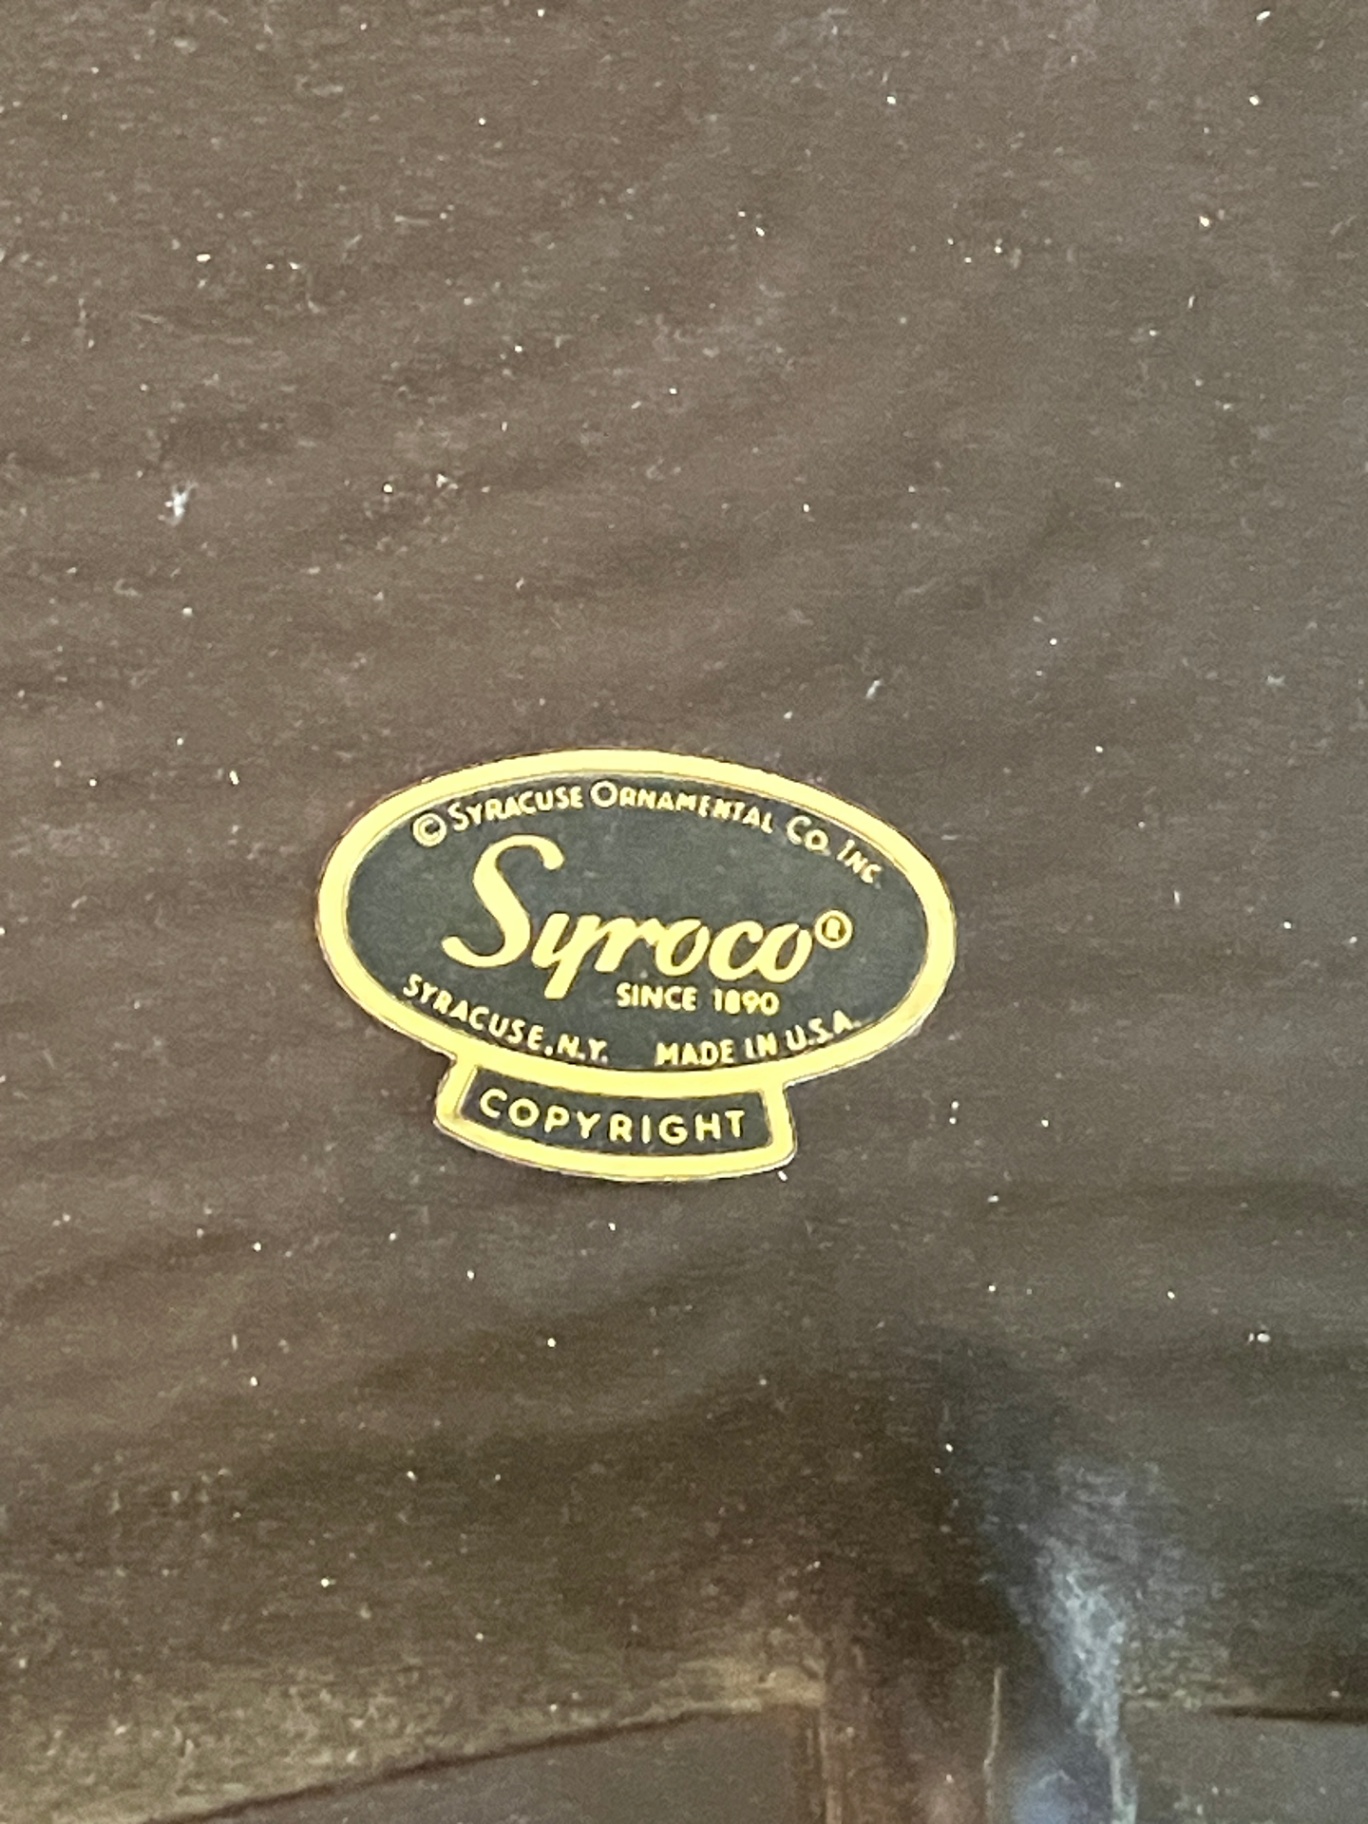 © SYRACUSE ORNAMENTAL CO. INC.
Syroco®
SINCE 1890
SYRACUSE, N.Y. MADE IN U.S.A.
COPYRIGHT